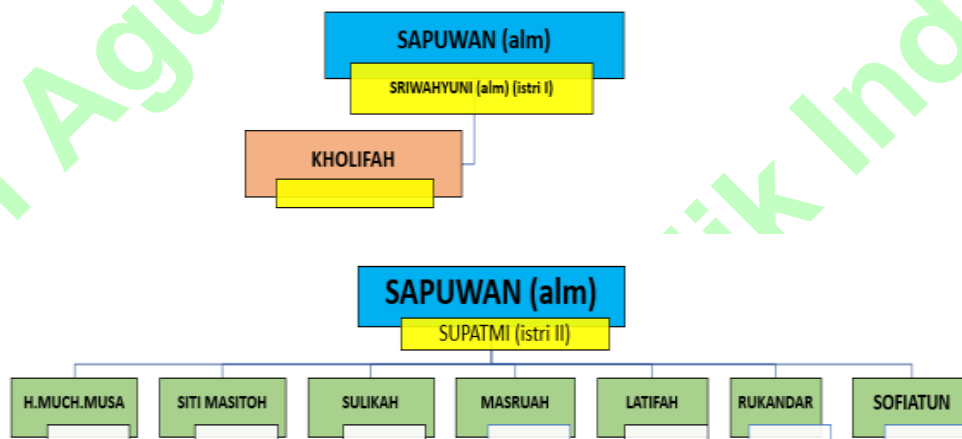 SAPUWAN (alm)
SRIWAHYUNI (alm) (istri I)
KHOLIFAH
SAPUWAN (alm)
SUPATMI (istri II)
H.MUCH.MUSA SITI MASITOH SULIKAH MASRUAH LATIFAH RUKANDAR SOFIATUN